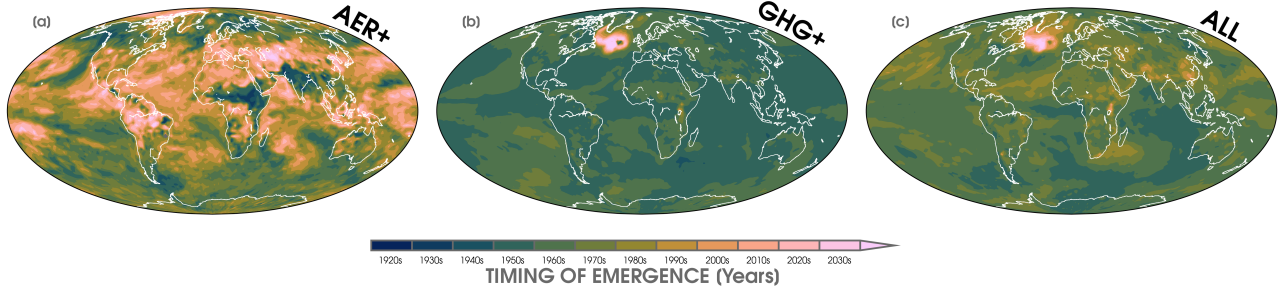 (a)
AER+
(b)
GHG+
(c)
ALL
1920s 1930s 1940s 1950s 1960s 1970s 1980s 1990s 2000s 2010s 2020s 2030s
TIMING OF EMERGENCE (Years)